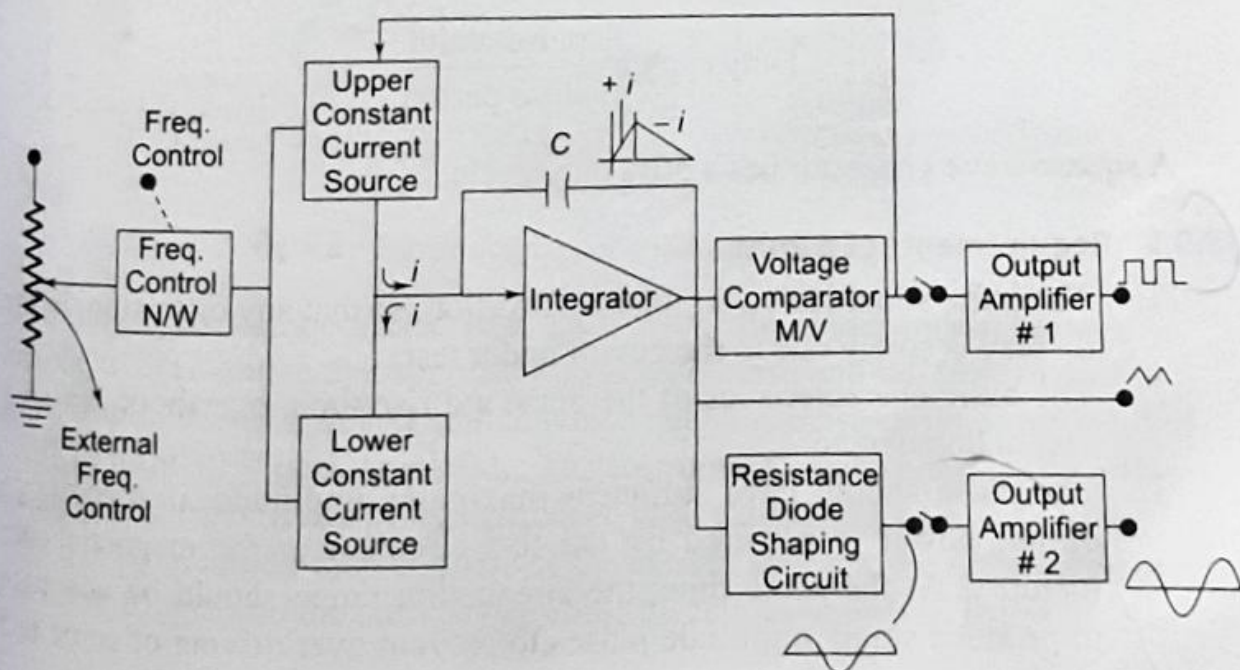 Upper
Constant
Current
Source
Freq.
Control
Freq.
Control
N/W
External
Freq.
Control
Lower
Constant
Current
Source
i
i
C
+ i
– i
Integrator
Voltage
Comparator
M/V
Output
Amplifier
# 1
Resistance
Diode
Shaping
Circuit
Output
Amplifier
# 2